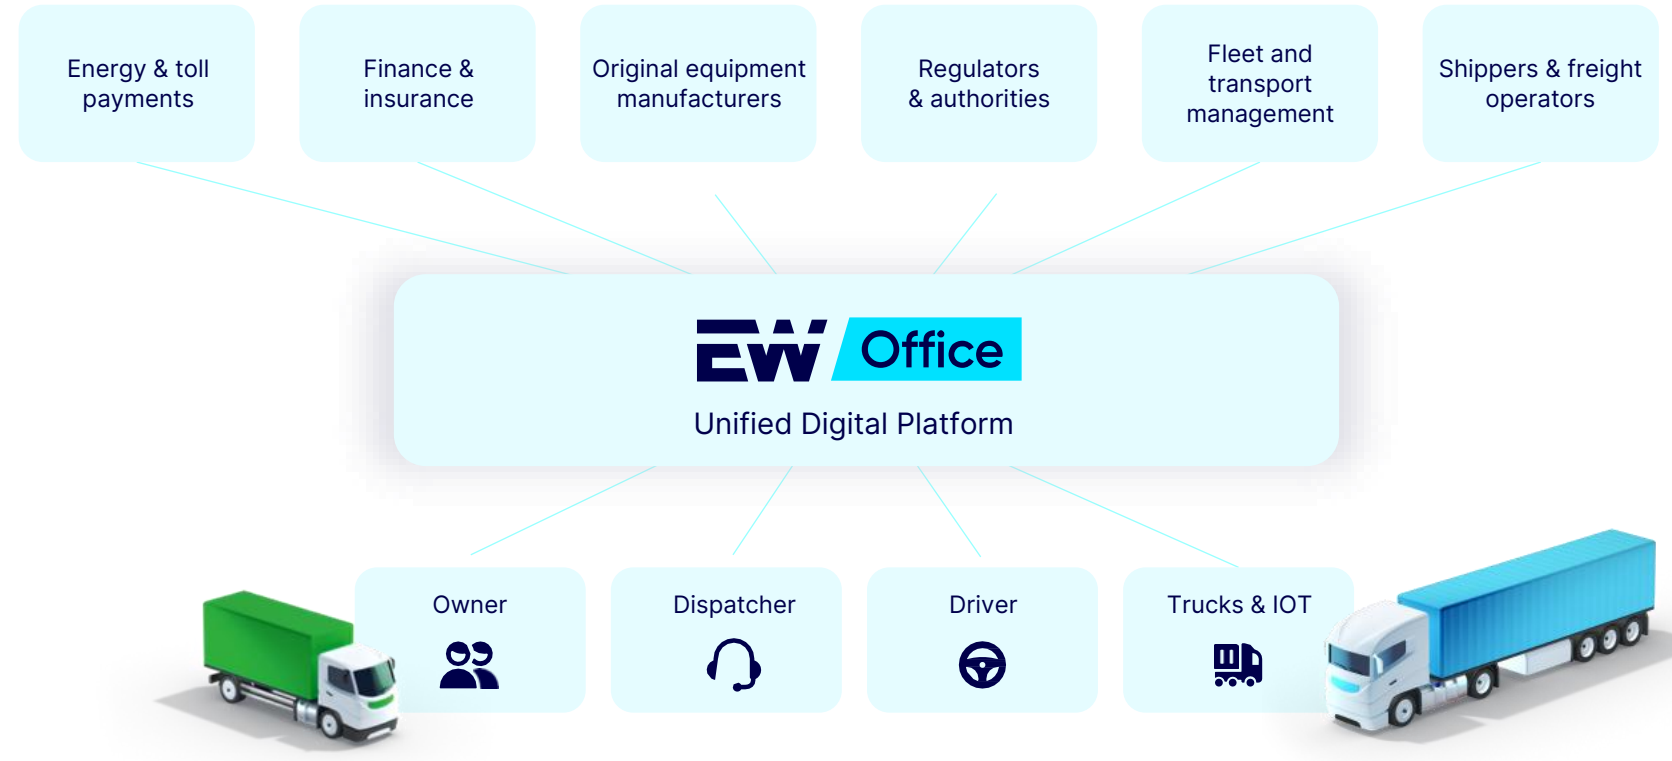 Energy & toll
payments
Finance &
insurance
Original equipment
manufacturers
Regulators
& authorities
Fleet and
transport
management
Shippers & freight
operators
EW Office
Unified Digital Platform
Owner
Dispatcher
Driver
Trucks & IOT